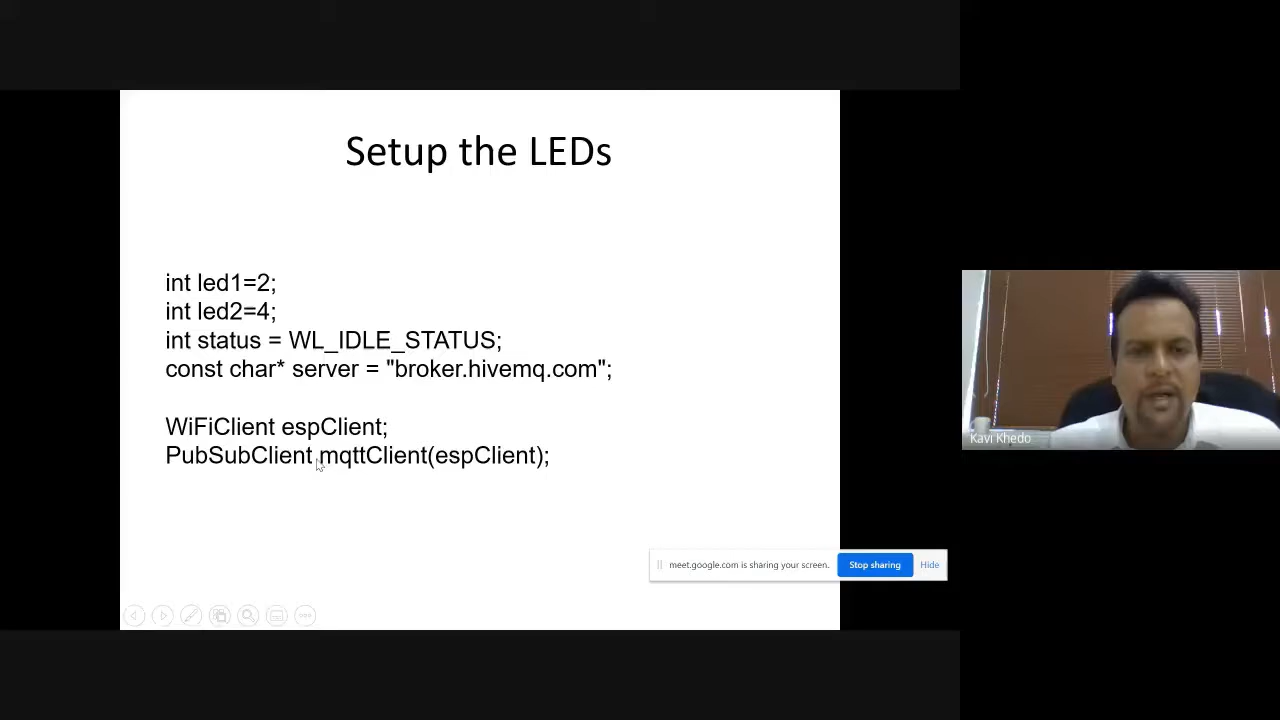 Setup the LEDs
int led1=2;
int led2=4;
int status = WL_IDLE_STATUS;
const char* server = "broker.hivemq.com";
WiFiClient espClient;
PubSubClient mqttClient(espClient);
Kavi Khedo
meet.google.com is sharing your screen.
Stop sharing
Hide